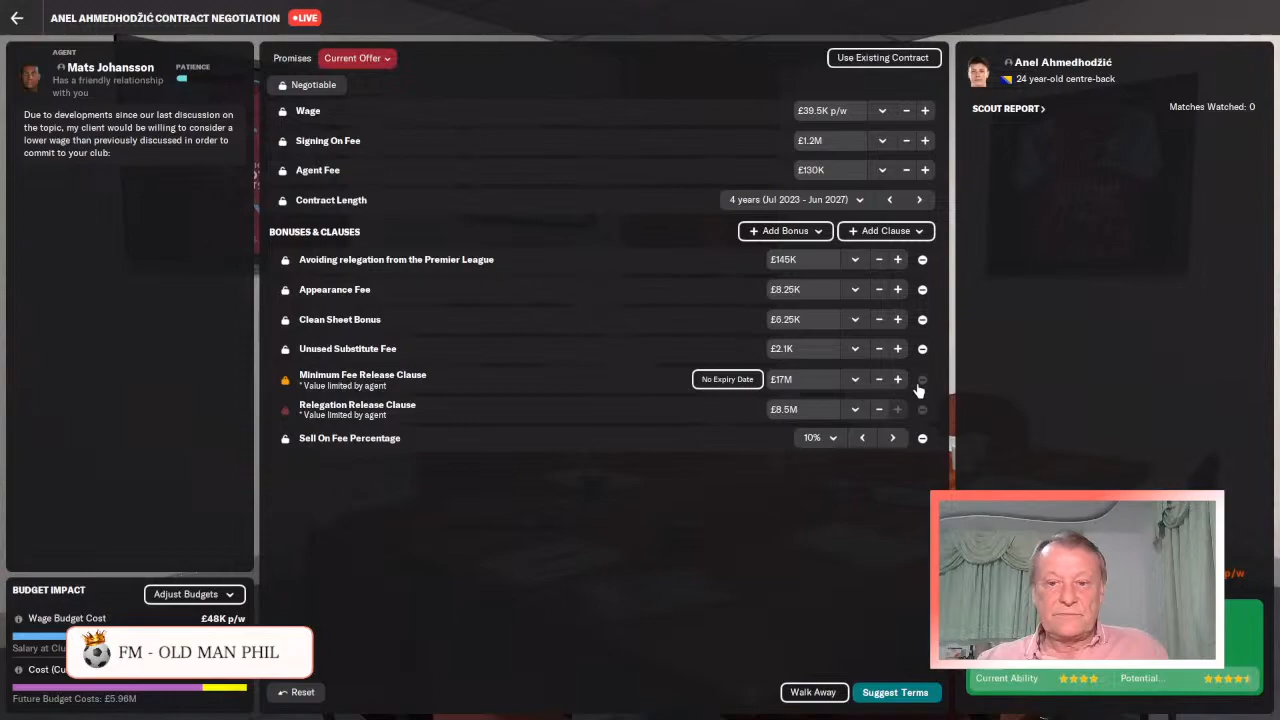 ANEL AHMEDHODŽIĆ CONTRACT NEGOTIATION
LIVE
AGENT
Mats Johansson
Has a friendly relationship
with you
PATIENCE
Due to developments since our last discussion on
the topic, my client would be willing to consider a
lower wage than previously discussed in order to
commit to your club:
Promises
Current Offer
Use Existing Contract
Negotiable
Wage
£39.5K p/w
Signing On Fee
£1.2M
Agent Fee
£130K
Contract Length
4 years (Jul 2023 - Jun 2027)
BONUSES & CLAUSES
Add Bonus
Add Clause
Avoiding relegation from the Premier League
£145K
Appearance Fee
£8.25K
Clean Sheet Bonus
£6.25K
Unused Substitute Fee
£2.1K
Minimum Fee Release Clause
* Value limited by agent
No Expiry Date
£17M
Relegation Release Clause
* Value limited by agent
£8.5M
Sell On Fee Percentage
10%
Anel Ahmedhodžić
24 year-old centre-back
SCOUT REPORT
Matches Watched: 0
BUDGET IMPACT
Adjust Budgets
Wage Budget Cost
£48K p/w
Salary at Clu
Cost (Cu
Future Budget Costs: £5.96M
FM - OLD MAN PHIL
Reset
Walk Away
Suggest Terms
p/w
Current Ability
Potential...